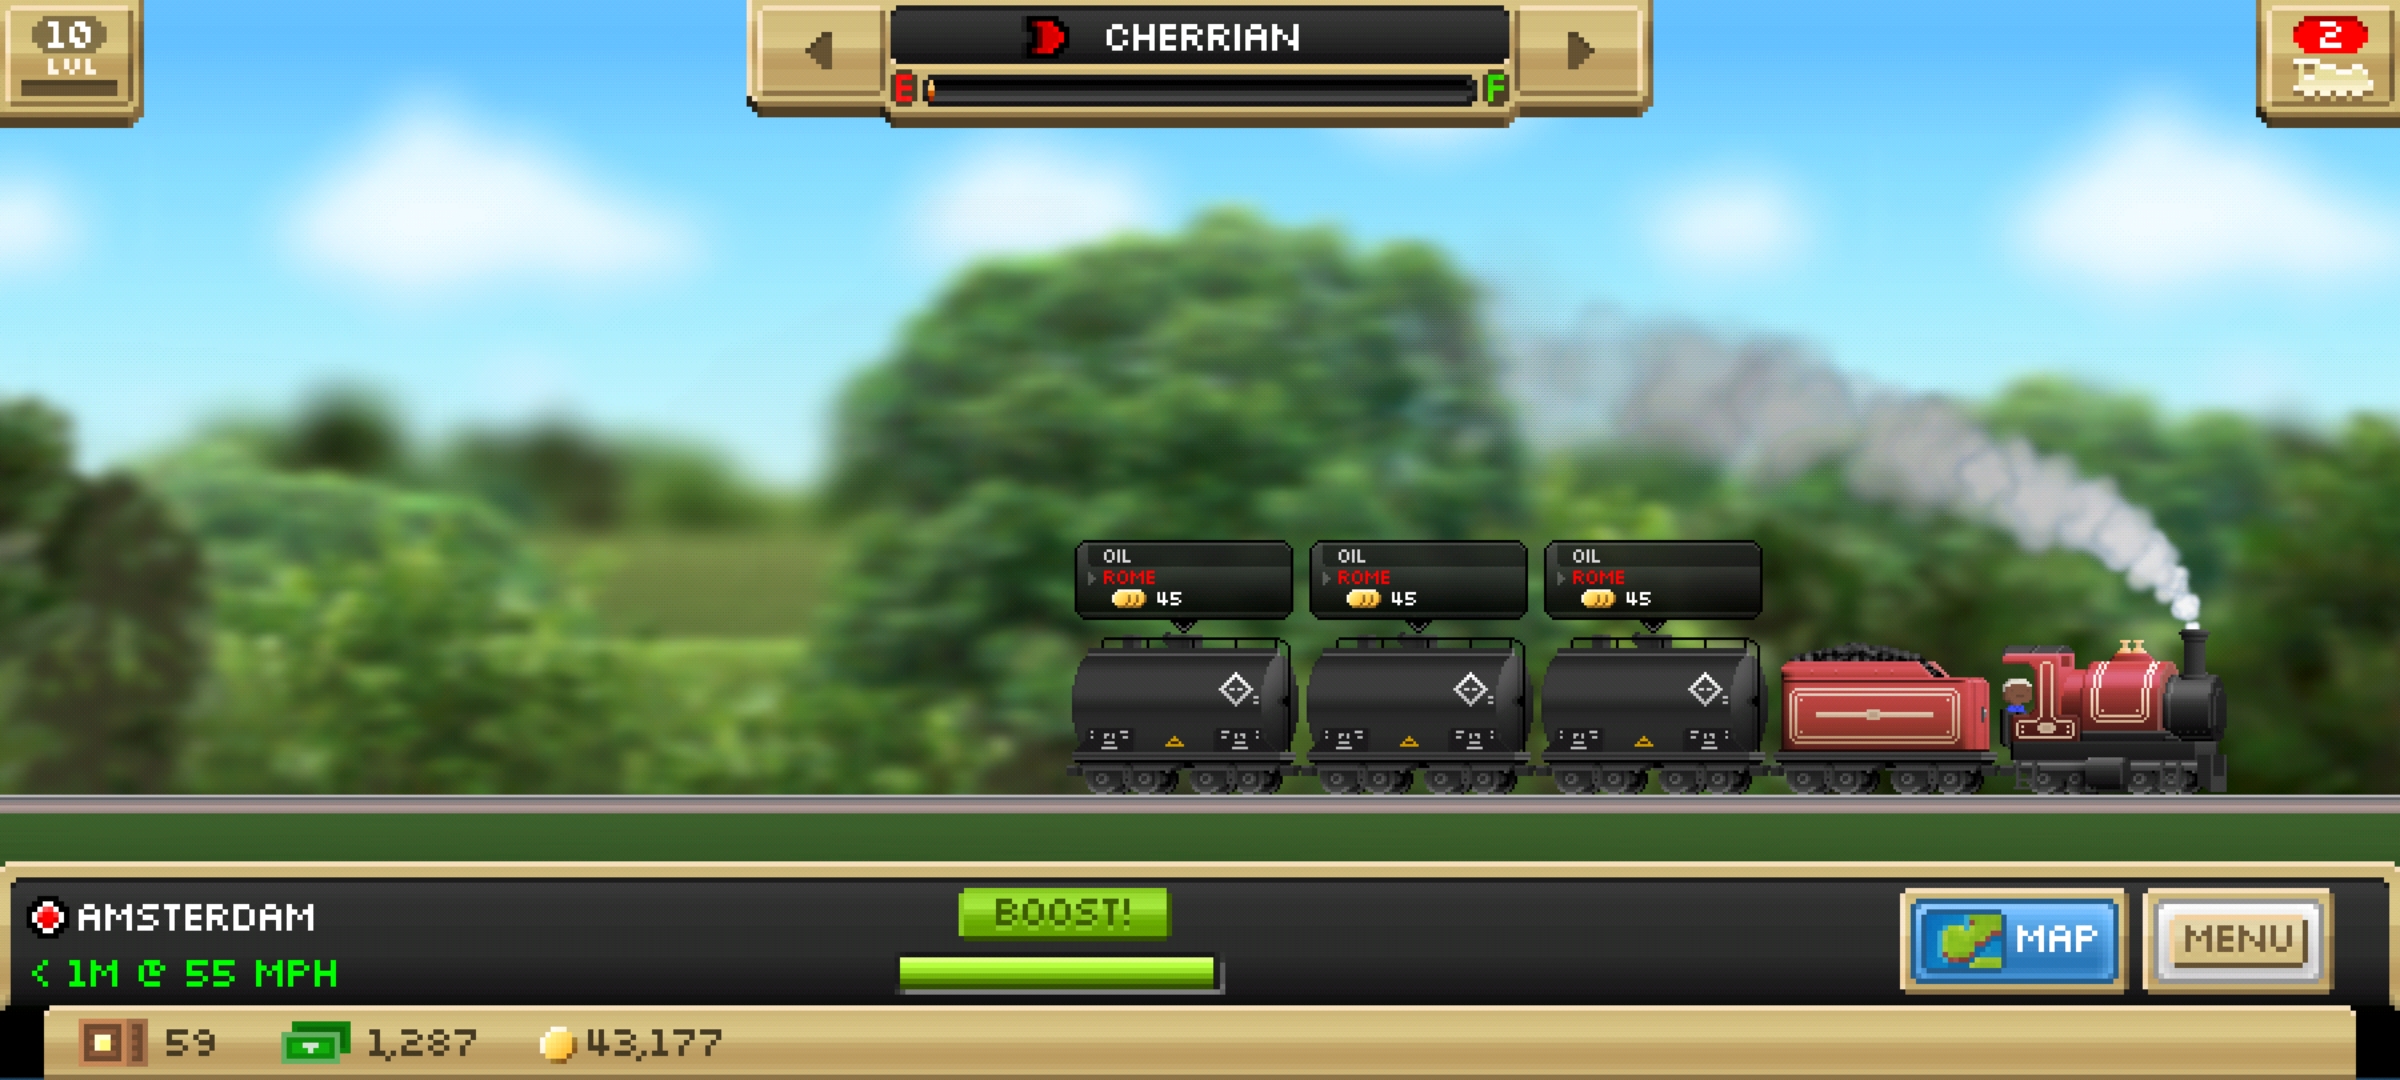 10
LVL
CHERRIAN
E F
2
OIL
ROME
45
OIL
ROME
45
OIL
ROME
45
AMSTERDAM
< 1M @ 55 MPH
BOOST!
MAP
MENU
59
1,287
43,177